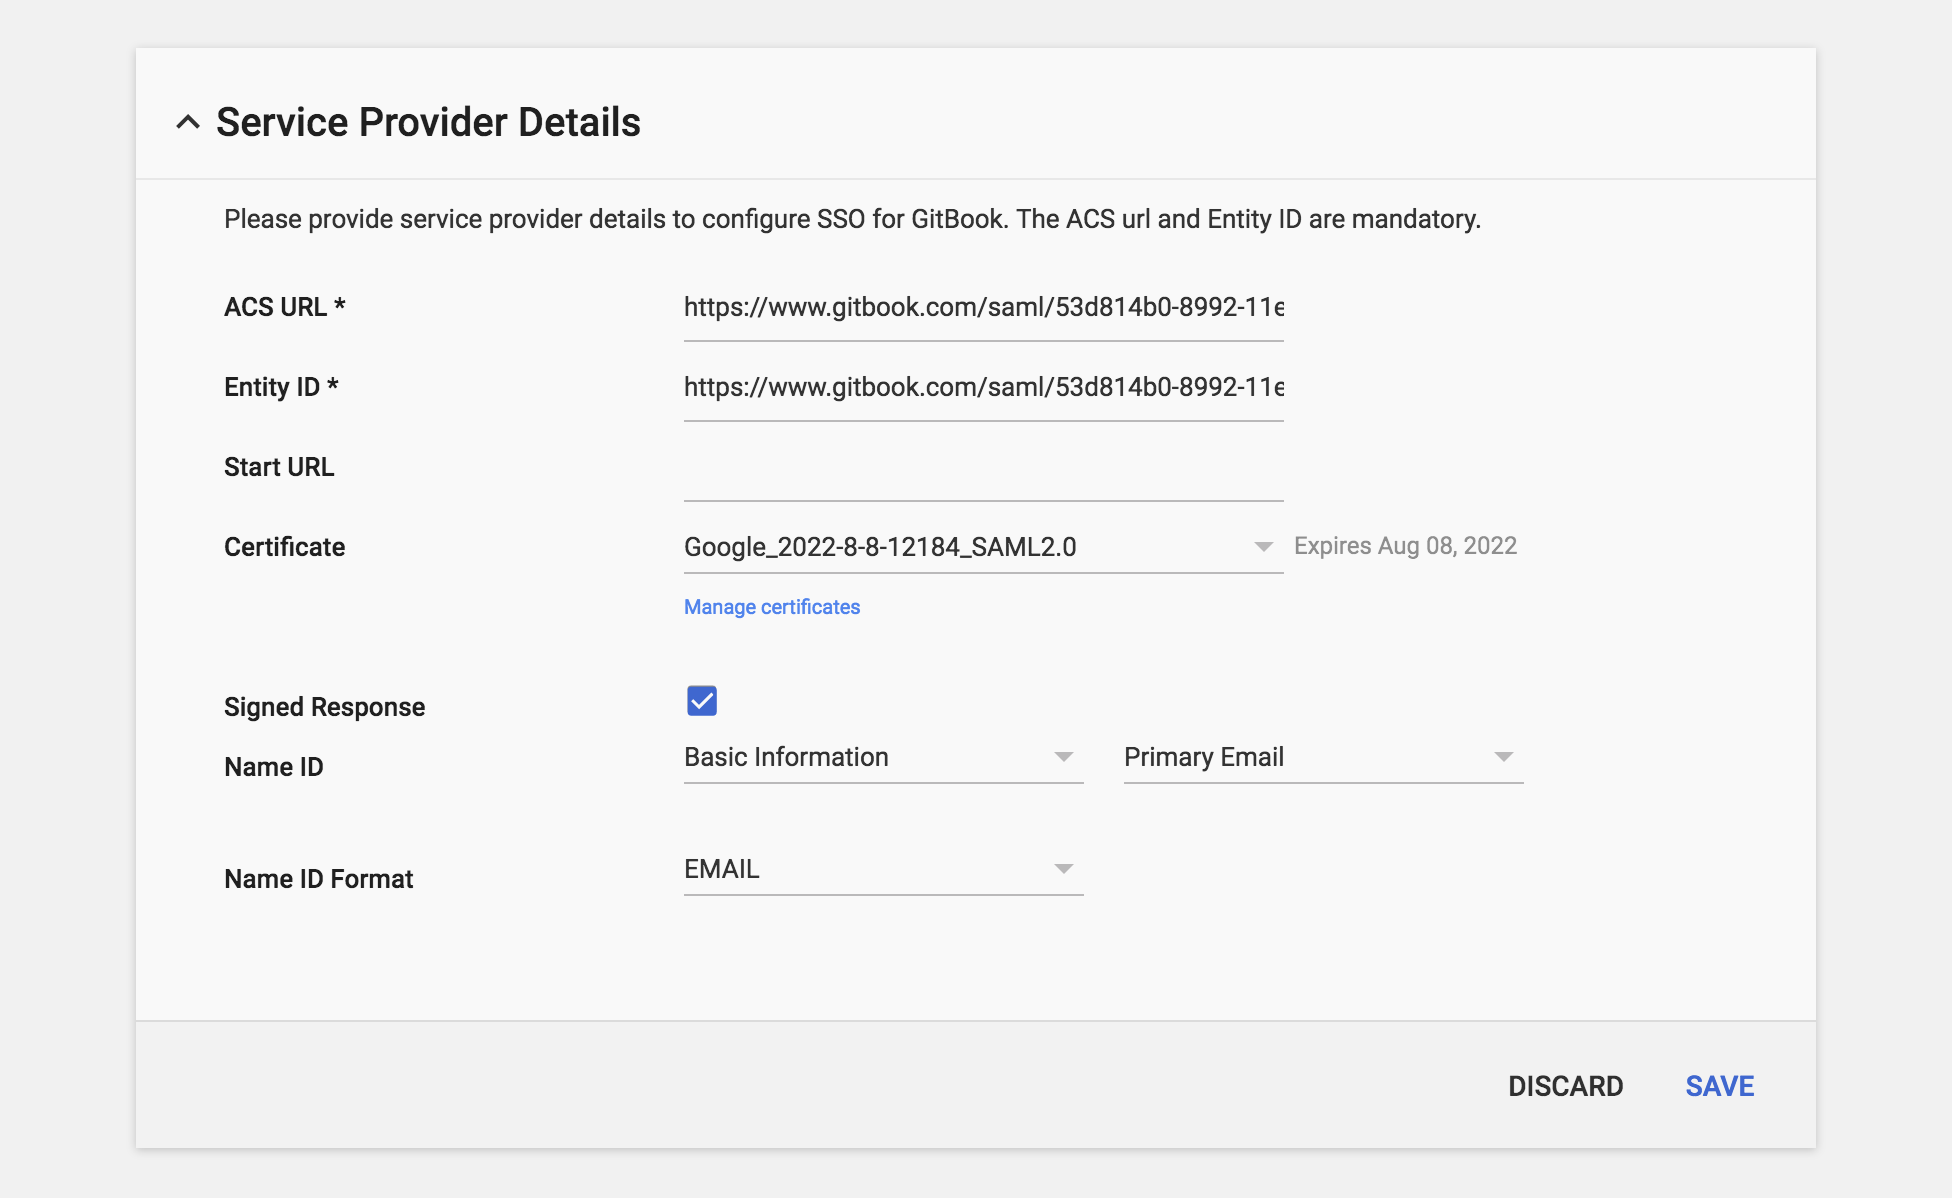 Service Provider Details
Please provide service provider details to configure SSO for GitBook. The ACS url and Entity ID are mandatory.
ACS URL * https://www.gitbook.com/saml/53d814b0-8992-11e
Entity ID * https://www.gitbook.com/saml/53d814b0-8992-11e
Start URL
Certificate Google_2022-8-8-12184_SAML2.0 Expires Aug 08, 2022
Manage certificates
Signed Response
Name ID Basic Information Primary Email
Name ID Format EMAIL
DISCARD SAVE